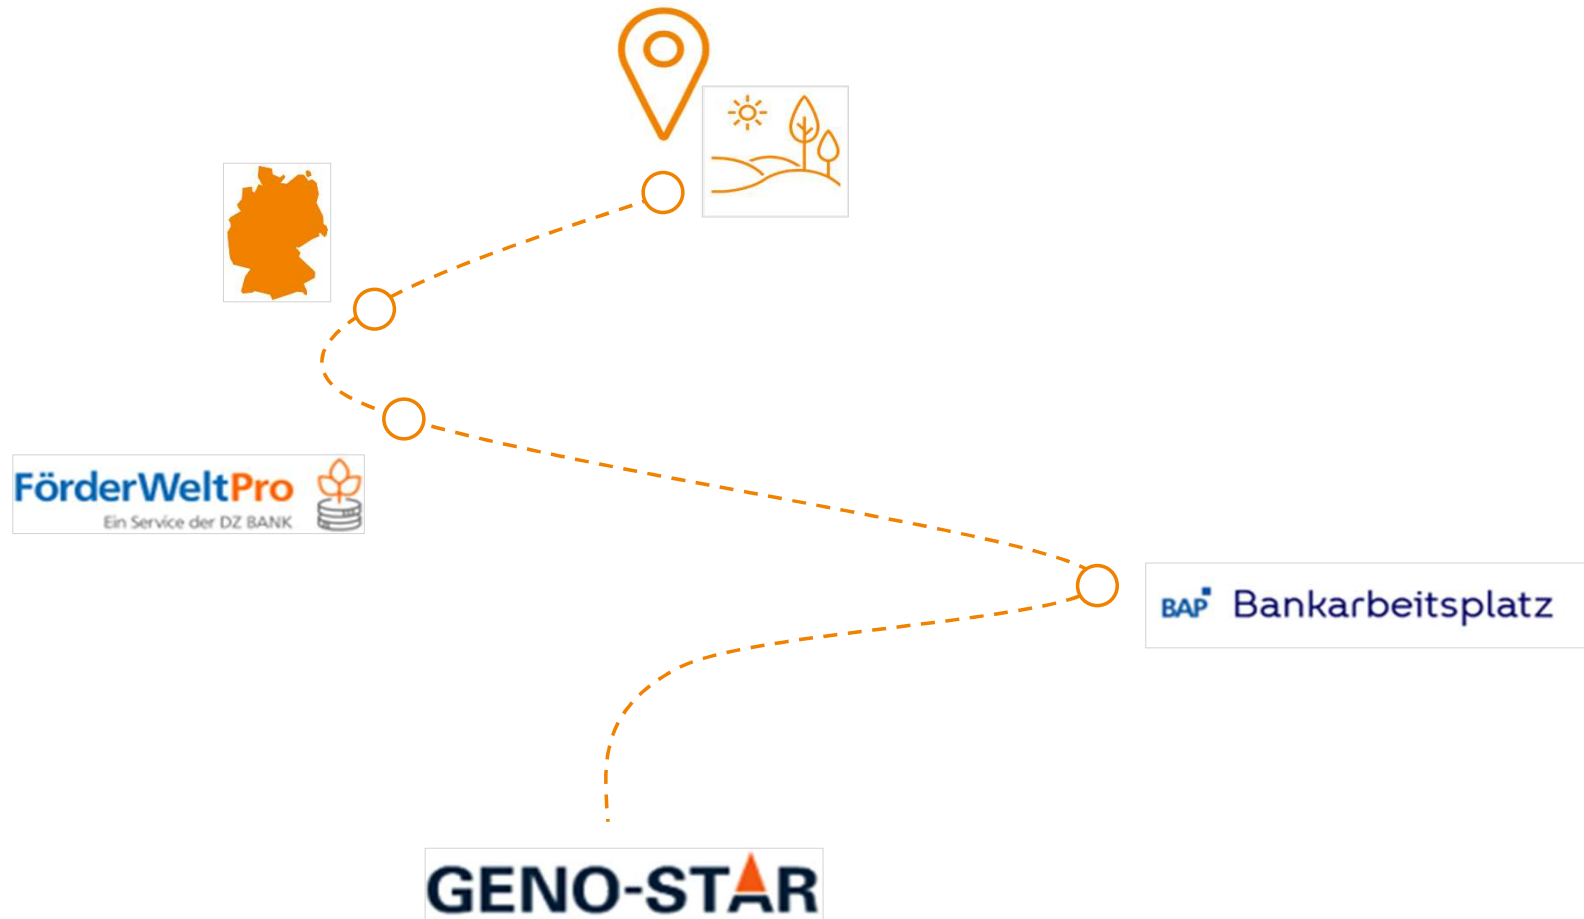 FörderWeltPro
Ein Service der DZ BANK
BAP Bankarbeitsplatz
GENO-STAR